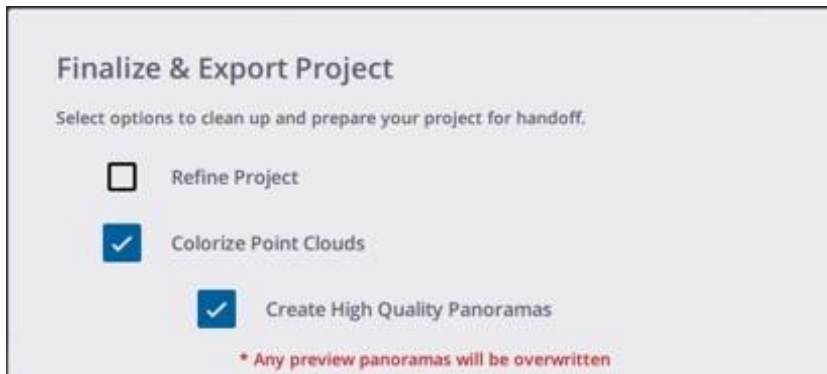 Finalize & Export Project
Select options to clean up and prepare your project for handoff.
Refine Project
Colorize Point Clouds
Create High Quality Panoramas
* Any preview panoramas will be overwritten